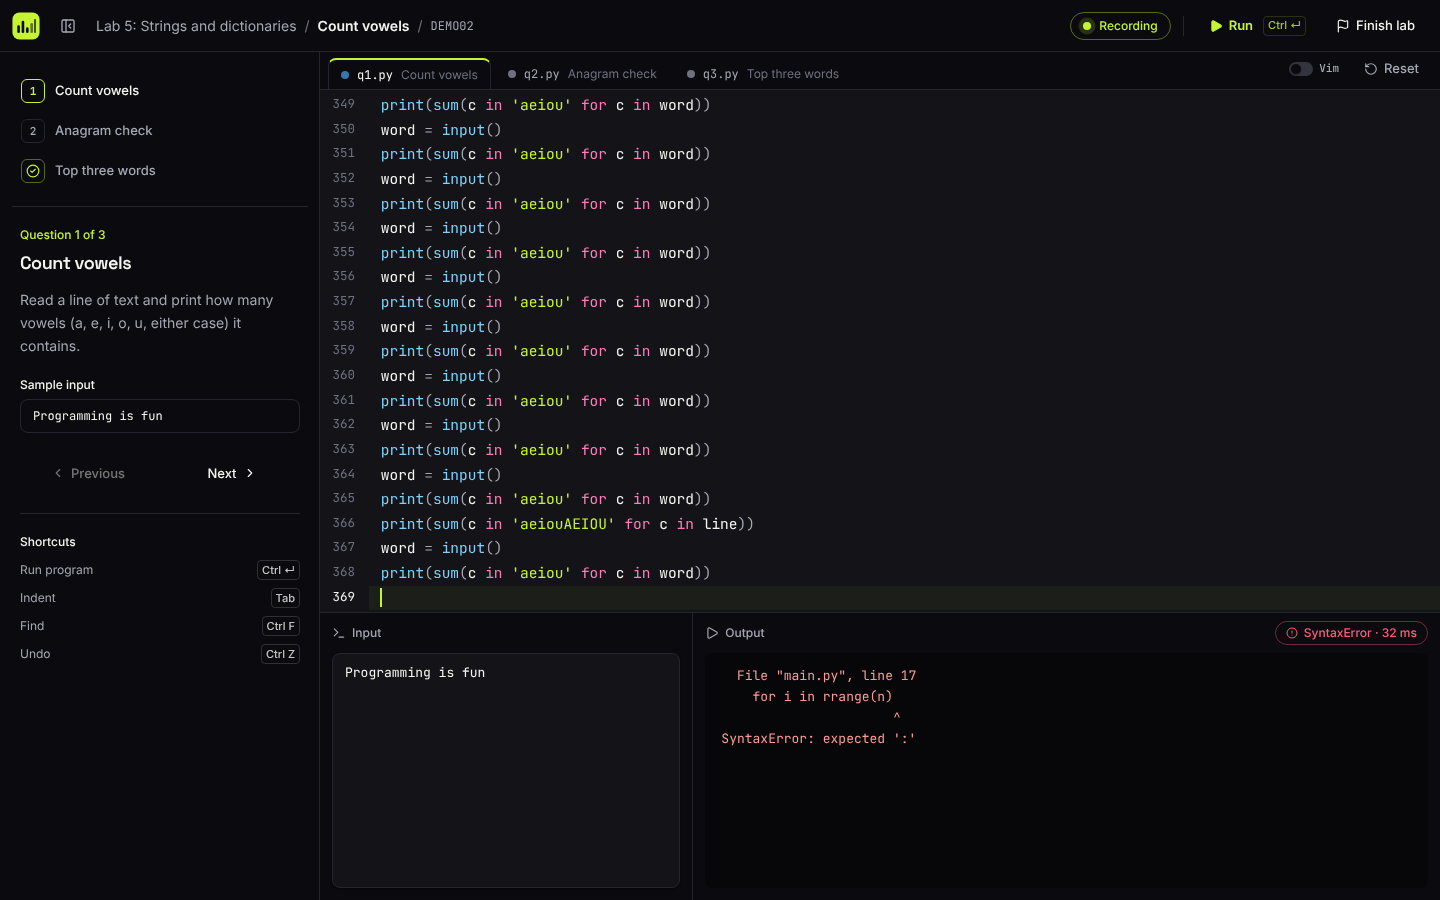 Lab 5: Strings and dictionaries / Count vowels / DEMO02
Recording
Run Ctrl ↵
Finish lab
1 Count vowels
2 Anagram check
Top three words
Question 1 of 3
Count vowels
Read a line of text and print how many
vowels (a, e, i, o, u, either case) it
contains.
Sample input
Programming is fun
Previous
Next
Shortcuts
Run program Ctrl ↵
Indent Tab
Find Ctrl F
Undo Ctrl Z
q1.py Count vowels
q2.py Anagram check
q3.py Top three words
Vim
Reset
349 print(sum(c in 'aeiou' for c in word))
350 word = input()
351 print(sum(c in 'aeiou' for c in word))
352 word = input()
353 print(sum(c in 'aeiou' for c in word))
354 word = input()
355 print(sum(c in 'aeiou' for c in word))
356 word = input()
357 print(sum(c in 'aeiou' for c in word))
358 word = input()
359 print(sum(c in 'aeiou' for c in word))
360 word = input()
361 print(sum(c in 'aeiou' for c in word))
362 word = input()
363 print(sum(c in 'aeiou' for c in word))
364 word = input()
365 print(sum(c in 'aeiou' for c in word))
366 print(sum(c in 'aeiouAEIOU' for c in line))
367 word = input()
368 print(sum(c in 'aeiou' for c in word))
369
Input
Programming is fun
Output
SyntaxError · 32 ms
File "main.py", line 17
for i in rrange(n)
^
SyntaxError: expected ':'